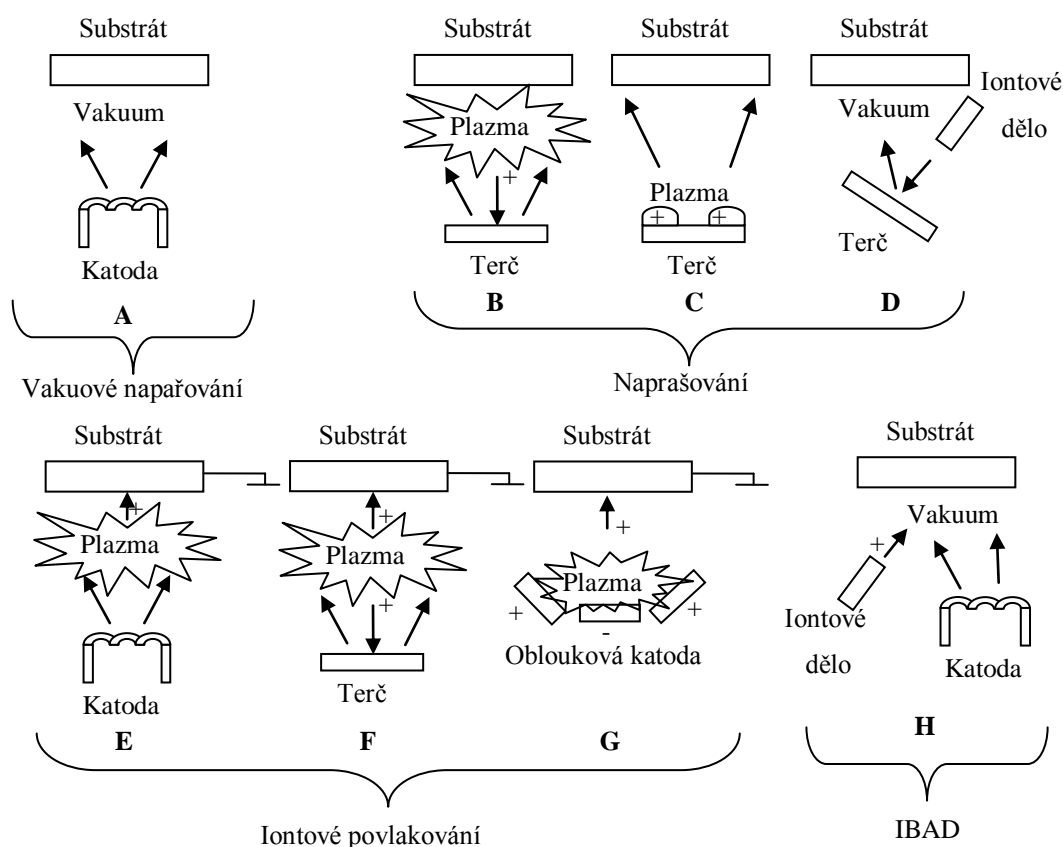 Substrát
Vakuum
Katoda
A
Vakuové napařování
Substrát
Plazma
+
Terč
B
Substrát
Plazma
+ +
Terč
C
Substrát
Vakuum
Iontové
dělo
Terč
D
Naprašování
Substrát
+
Plazma
Katoda
E
Substrát
+
Plazma
+
Terč
F
Substrát
+
Plazma
+ +
-
Oblouková katoda
G
Iontové povlakování
Substrát
Vakuum
+
Iontové
dělo
Katoda
H
IBAD